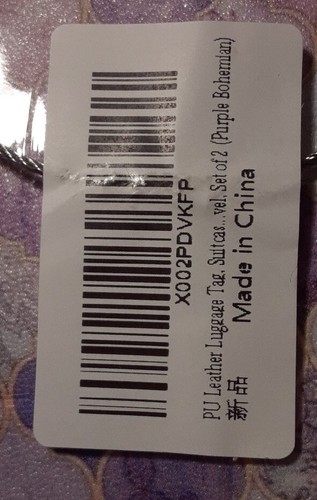 X002PDVKFP
PU Leather Luggage Tag, Suitcas...vel, Set of 2 (Purple Bohemian)
新品
Made in China